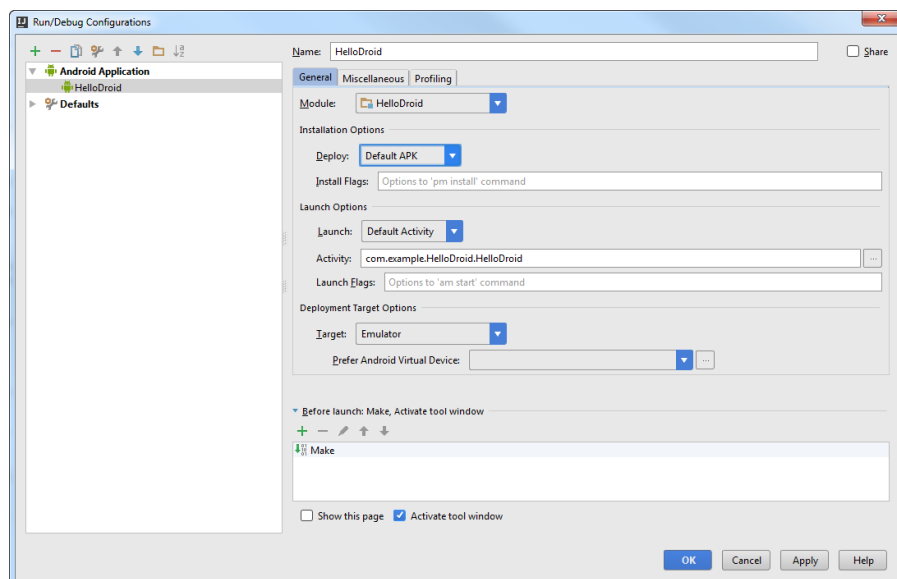 Run/Debug Configurations
Name: HelloDroid Share
Android Application
HelloDroid
Defaults
General Miscellaneous Profiling
Module: HelloDroid
Installation Options
Deploy: Default APK
Install Flags: Options to 'pm install' command
Launch Options
Launch: Default Activity
Activity: com.example.HelloDroid.HelloDroid ...
Launch Flags: Options to 'am start' command
Deployment Target Options
Target: Emulator
Prefer Android Virtual Device: ...
Before launch: Make, Activate tool window
Make
Show this page Activate tool window
OK Cancel Apply Help